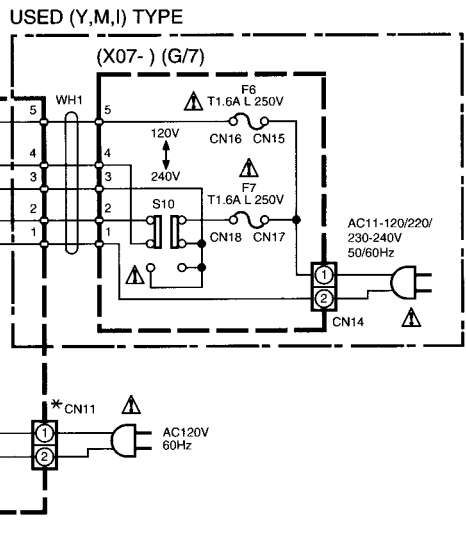 USED (Y,M,I) TYPE
(X07- ) (G/7)
WH1
F6
T1.6A L 250V
5
5
120V
CN16 CN15
4
4
3
3
240V
F7
T1.6A L 250V
S10
2
2
CN18 CN17
1
1
AC11-120/220/
230-240V
50/60Hz
1
2
CN14
*CN11
1
2
AC120V
60Hz